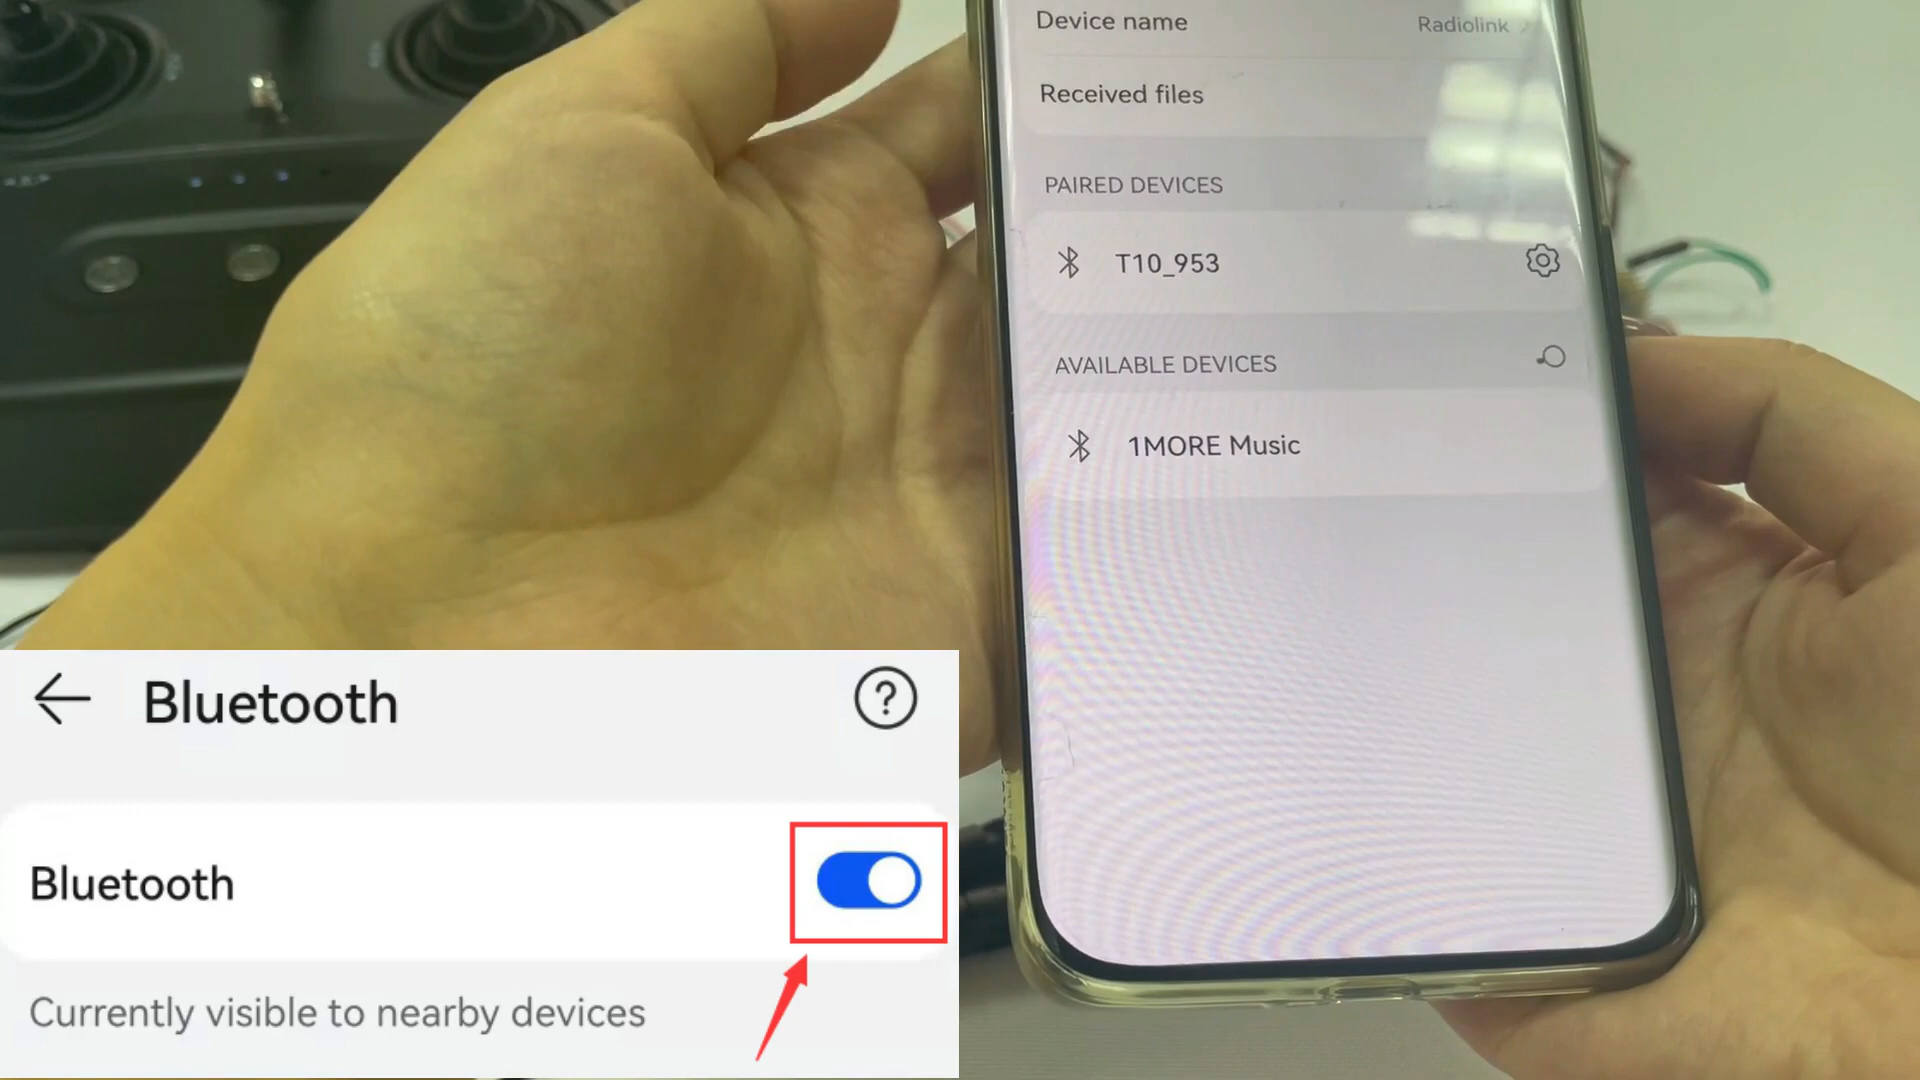 Device name
Radiolink
Received files
PAIRED DEVICES
T10_953
AVAILABLE DEVICES
1MORE Music
Bluetooth
Bluetooth
Currently visible to nearby devices